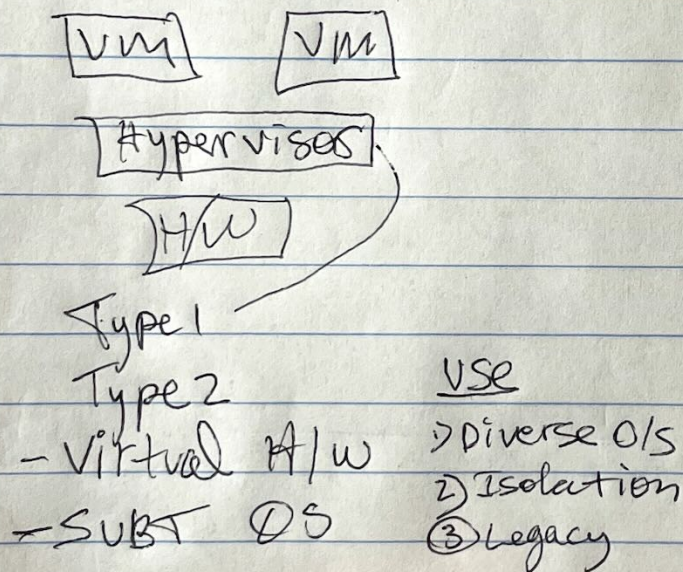 VM VM
Hypervisor
H/W
Type 1
Type 2
- Virtual H/W
- SUBT OS
USE
1) Diverse O/S
2) Isolation
③ Legacy